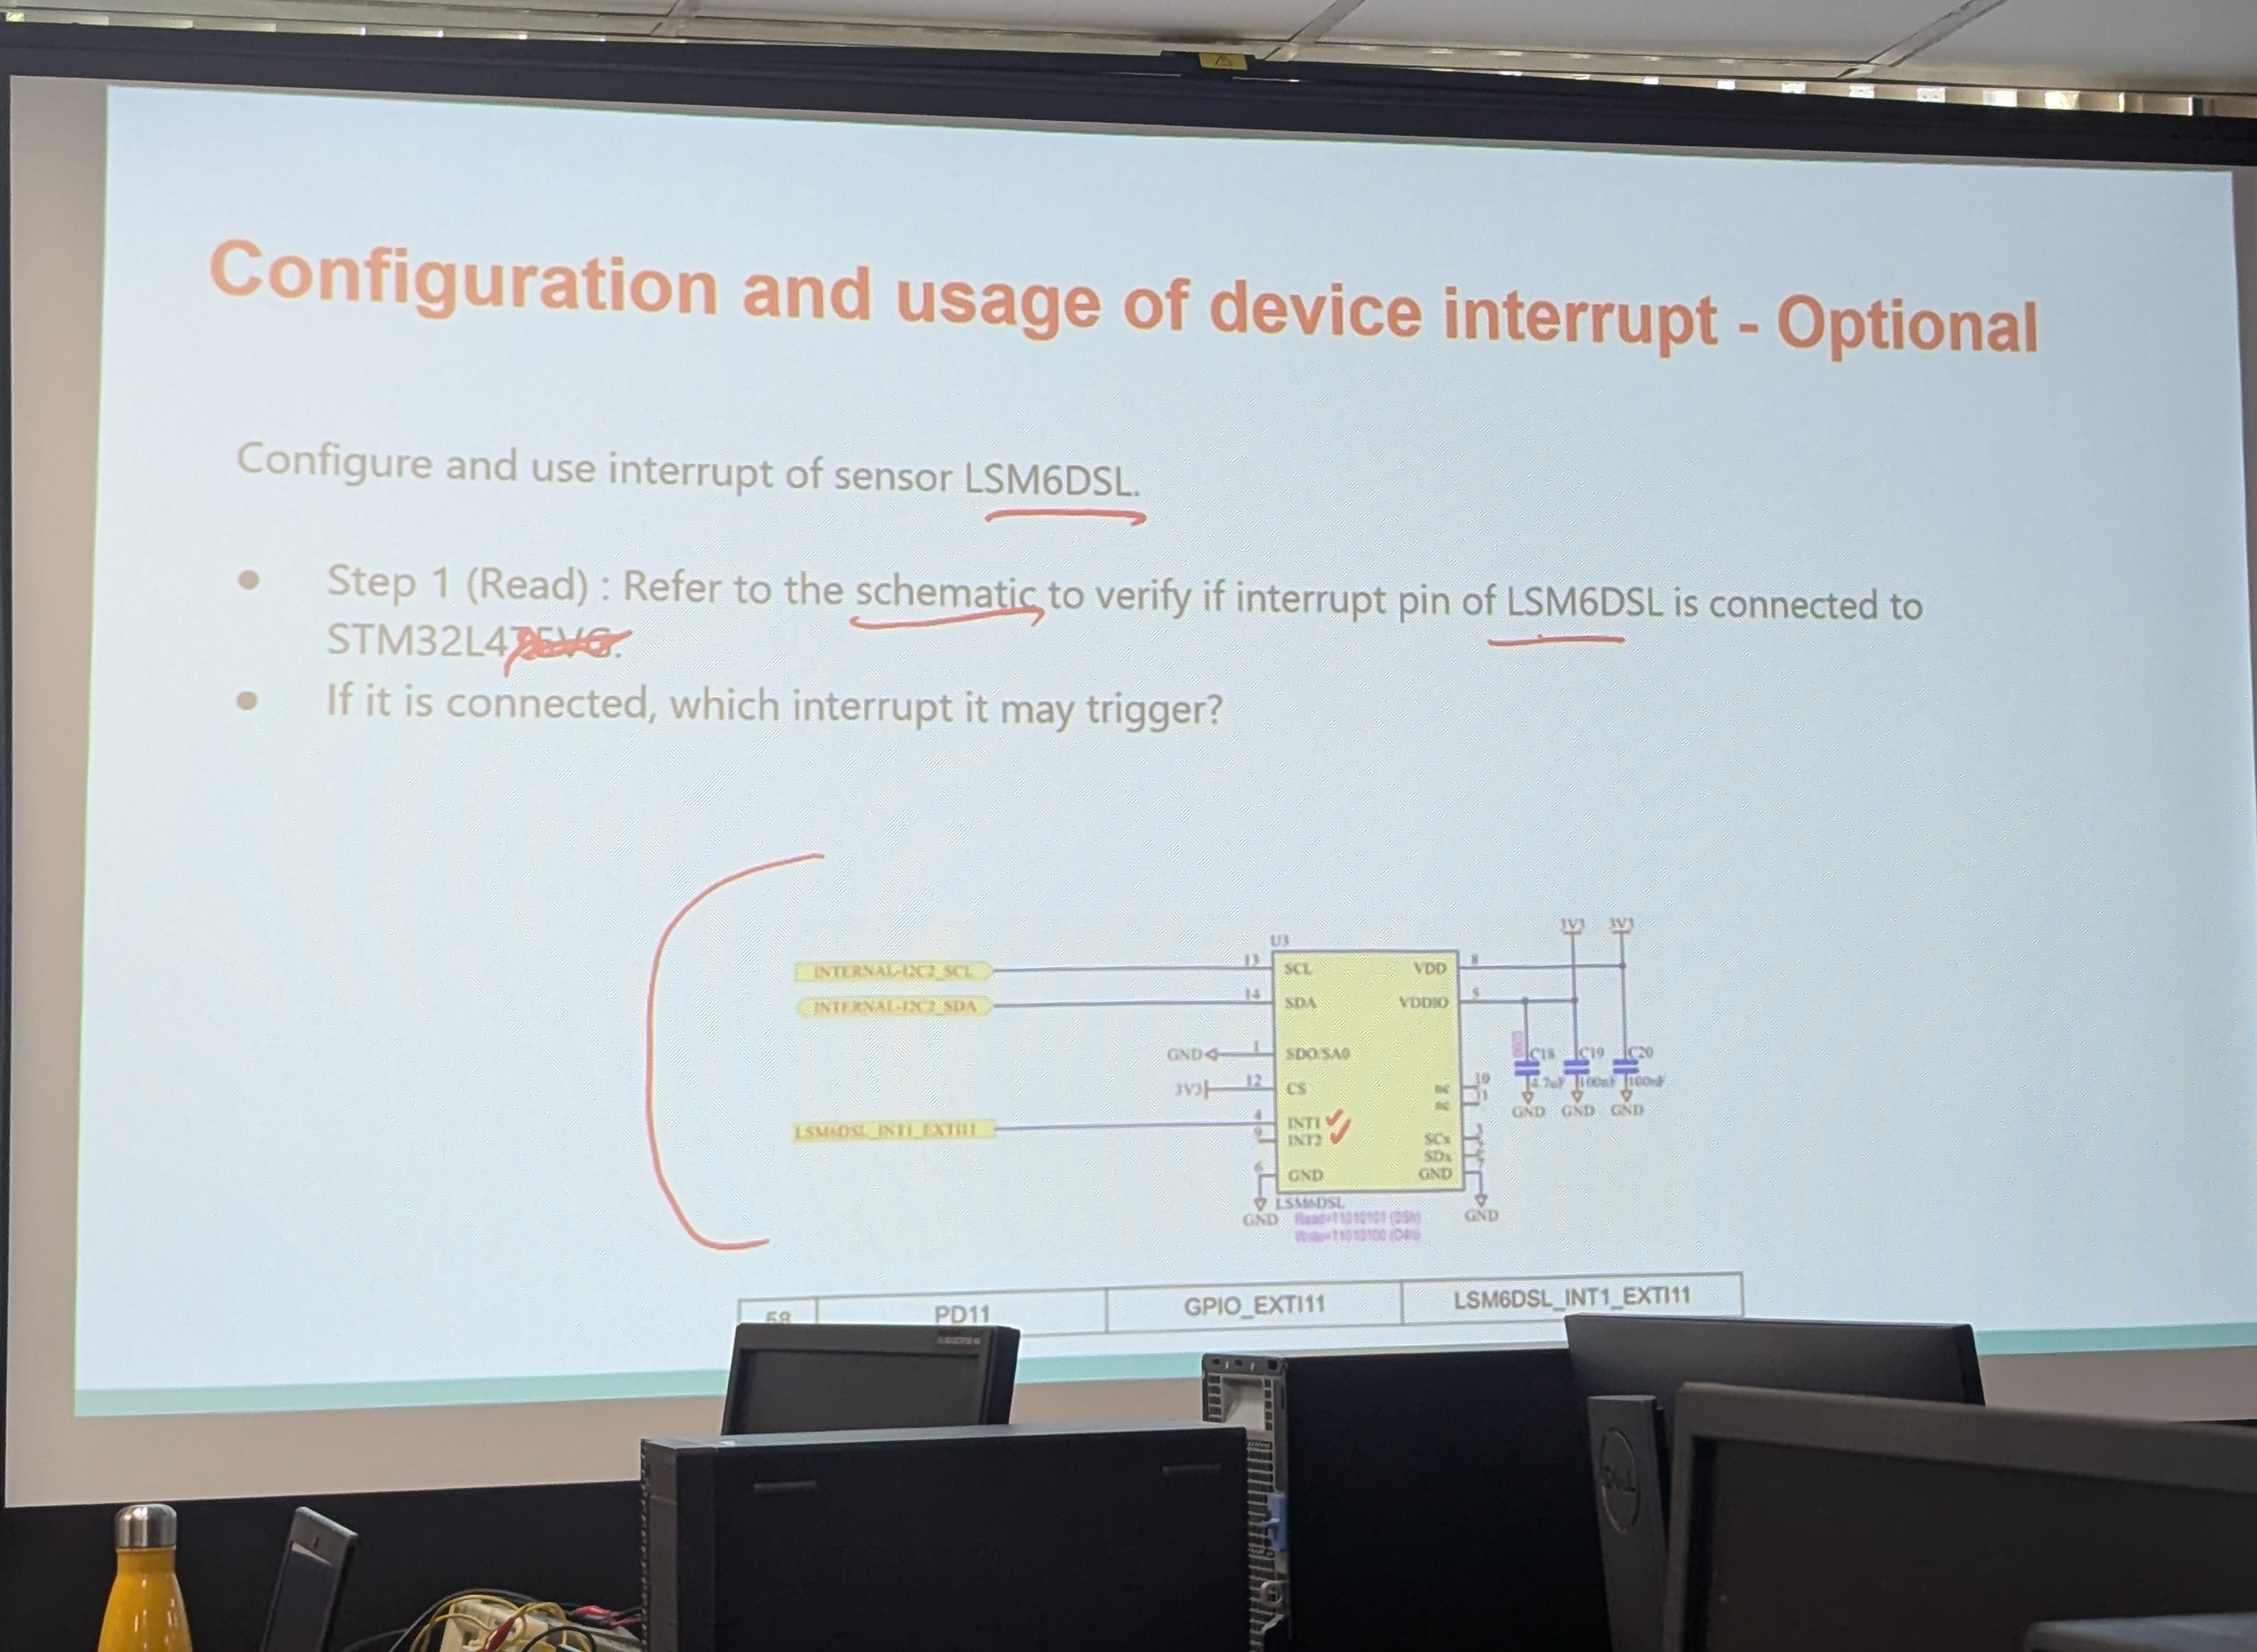 Configuration and usage of device interrupt - Optional
Configure and use interrupt of sensor LSM6DSL.
● Step 1 (Read) : Refer to the schematic to verify if interrupt pin of LSM6DSL is connected to
STM32L475VG.
● If it is connected, which interrupt it may trigger?
3V3 3V3
U3
INTERNAL-I2C2_SCL 13 SCL VDD 8
INTERNAL-I2C2_SDA 14 SDA VDDIO 5
GND 1 SDO/SA0 C18 C19 C20
3V3 12 CS NC 10 4.7uF 100nF 100nF
NC 11 GND GND GND
LSM6DSL_INT1_EXTI11 4 INT1
9 INT2 SCx
SDx
6 GND GND
LSM6DSL
GND Read=11010101 (D5h) GND
Write=11010100 (D4h)
58 PD11 GPIO_EXTI11 LSM6DSL_INT1_EXTI11
DELL